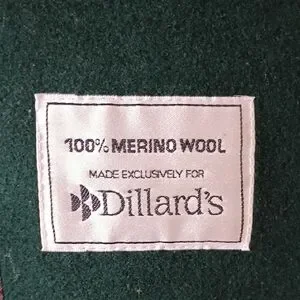 100% MERINO WOOL
MADE EXCLUSIVELY FOR
Dillard's